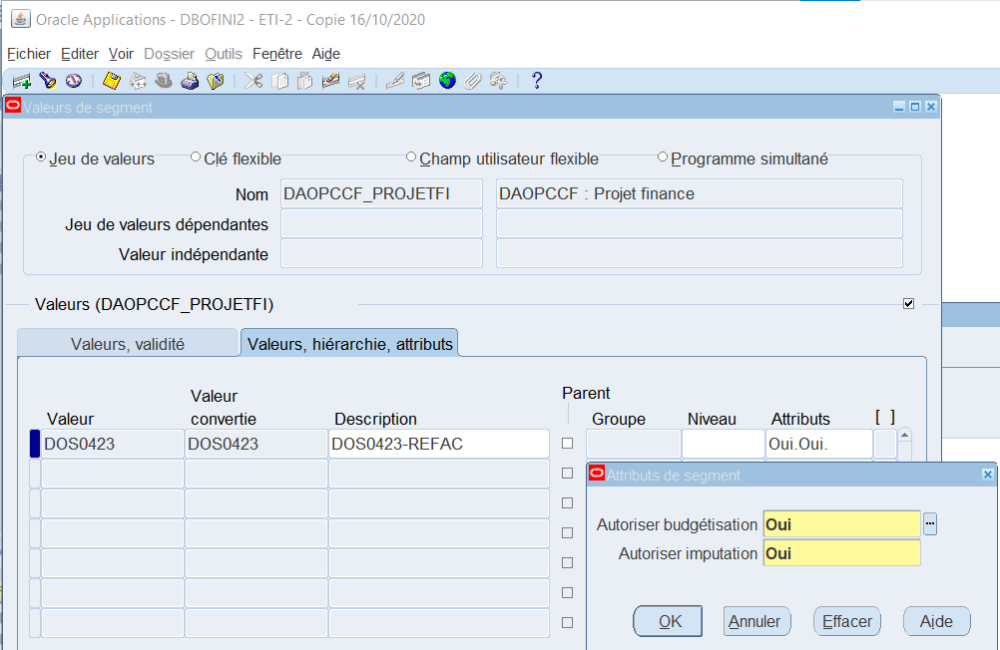 Oracle Applications - DBOFINI2 - ETI-2 - Copie 16/10/2020
Fichier Editer Voir Dossier Outils Fenêtre Aide
Valeurs de segment
Jeu de valeurs Clé flexible Champ utilisateur flexible Programme simultané
Nom DAOPCCF_PROJETFI DAOPCCF : Projet finance
Jeu de valeurs dépendantes
Valeur indépendante
Valeurs (DAOPCCF_PROJETFI)
Valeurs, validité Valeurs, hiérarchie, attributs
Valeur Parent
Valeur convertie Description Groupe Niveau Attributs [ ]
DOS0423 DOS0423 DOS0423-REFAC Oui.Oui.
Attributs de segment
Autoriser budgétisation Oui ...
Autoriser imputation Oui
OK Annuler Effacer Aide